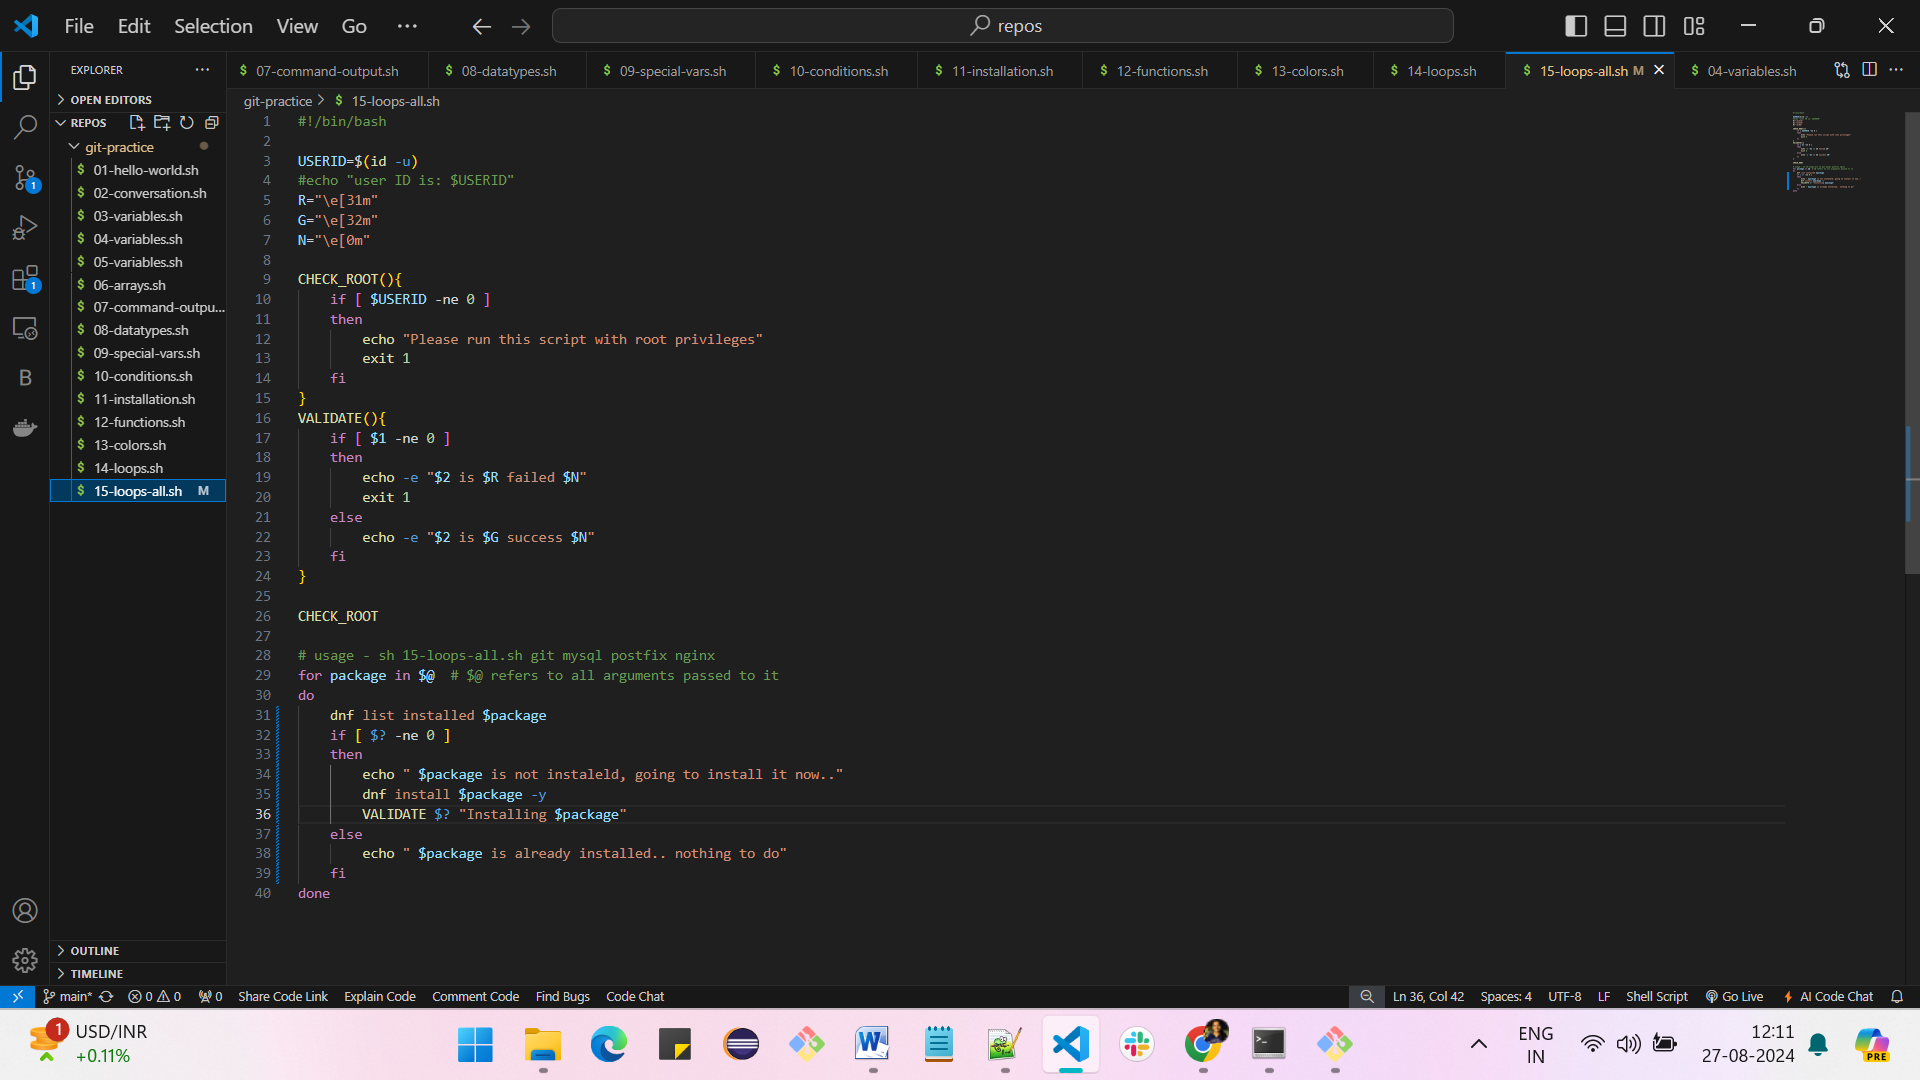 File Edit Selection View Go ··· repos
EXPLORER ···
07-command-output.sh 08-datatypes.sh 09-special-vars.sh 10-conditions.sh 11-installation.sh 12-functions.sh 13-colors.sh 14-loops.sh 15-loops-all.sh M 04-variables.sh ···
OPEN EDITORS
REPOS
git-practice
01-hello-world.sh
02-conversation.sh
03-variables.sh
04-variables.sh
05-variables.sh
06-arrays.sh
07-command-outpu...
08-datatypes.sh
09-special-vars.sh
10-conditions.sh
11-installation.sh
12-functions.sh
13-colors.sh
14-loops.sh
15-loops-all.sh M
OUTLINE
TIMELINE
1
1
B
git-practice > $ 15-loops-all.sh
1 #!/bin/bash
2
3 USERID=$(id -u)
4 #echo "user ID is: $USERID"
5 R="\e[31m"
6 G="\e[32m"
7 N="\e[0m"
8
9 CHECK_ROOT(){
10 if [ $USERID -ne 0 ]
11 then
12 echo "Please run this script with root privileges"
13 exit 1
14 fi
15 }
16 VALIDATE(){
17 if [ $1 -ne 0 ]
18 then
19 echo -e "$2 is $R failed $N"
20 exit 1
21 else
22 echo -e "$2 is $G success $N"
23 fi
24 }
25
26 CHECK_ROOT
27
28 # usage - sh 15-loops-all.sh git mysql postfix nginx
29 for package in $@ # $@ refers to all arguments passed to it
30 do
31 dnf list installed $package
32 if [ $? -ne 0 ]
33 then
34 echo " $package is not instaleld, going to install it now.."
35 dnf install $package -y
36 VALIDATE $? "Installing $package"
37 else
38 echo " $package is already installed.. nothing to do"
39 fi
40 done
main* 0 0 0 Share Code Link Explain Code Comment Code Find Bugs Code Chat Ln 36, Col 42 Spaces: 4 UTF-8 LF Shell Script Go Live AI Code Chat
1 USD/INR
+0.11%
ENG
IN
12:11
27-08-2024
PRE